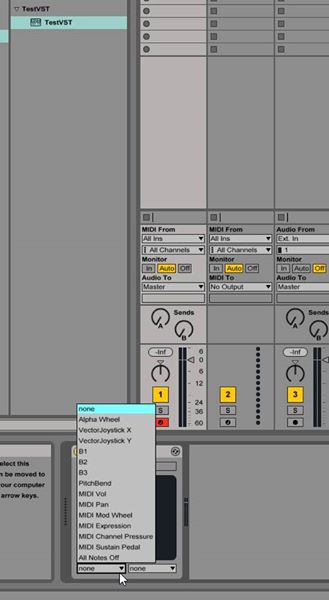 TestVST
TestVST
MIDI From
MIDI From
Audio From
All Ins
All Ins
Ext. In
All Channels
All Channels
1
Monitor
Monitor
Monitor
In Auto Off
In Auto Off
In Auto Off
Audio To
MIDI To
Audio To
Master
No Output
Master
Sends
Sends
A
B
A
B
-Inf
6
-Inf
0
6
12
1
24
2
3
S
36
S
S
60
elect this
n be moved to
your computer
arrow keys.
none
Alpha Wheel
VectorJoystick X
VectorJoystick Y
B1
B2
B3
PitchBend
MIDI Vol
MIDI Pan
MIDI Mod Wheel
MIDI Expression
MIDI Channel Pressure
MIDI Sustain Pedal
All Notes Off
none
none